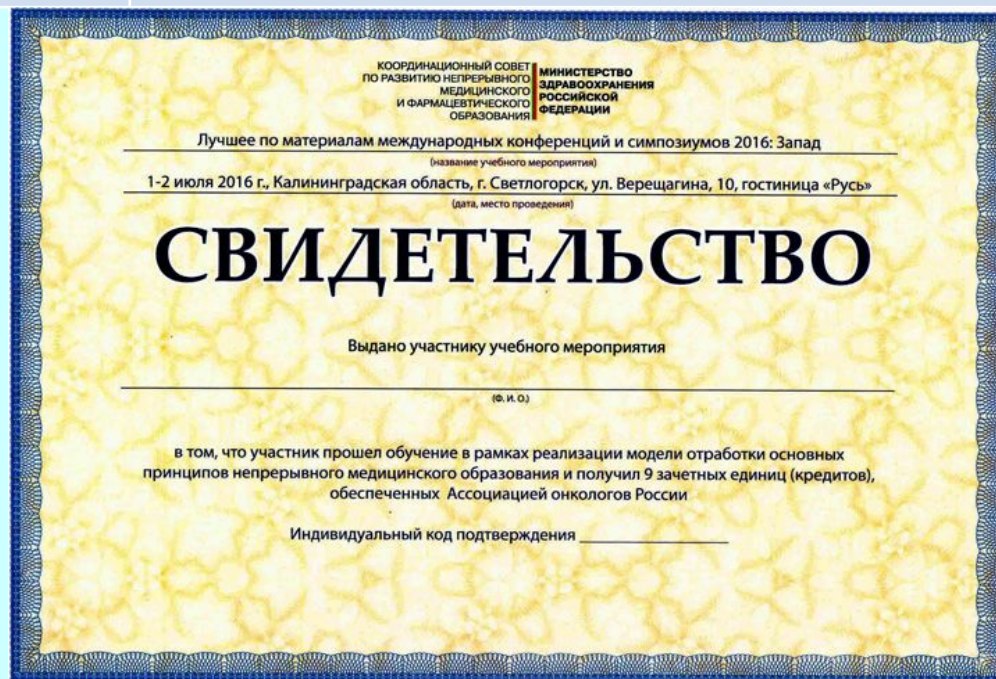 КООРДИНАЦИОННЫЙ СОВЕТ
ПО РАЗВИТИЮ НЕПРЕРЫВНОГО
МЕДИЦИНСКОГО
И ФАРМАЦЕВТИЧЕСКОГО
ОБРАЗОВАНИЯ
МИНИСТЕРСТВО
ЗДРАВООХРАНЕНИЯ
РОССИЙСКОЙ
ФЕДЕРАЦИИ
Лучшее по материалам международных конференций и симпозиумов 2016: Запад
(название учебного мероприятия)
1-2 июля 2016 г., Калининградская область, г. Светлогорск, ул. Верещагина, 10, гостиница «Русь»
(дата, место проведения)
СВИДЕТЕЛЬСТВО
Выдано участнику учебного мероприятия
(Ф. И. О.)
в том, что участник прошел обучение в рамках реализации модели отработки основных
принципов непрерывного медицинского образования и получил 9 зачетных единиц (кредитов),
обеспеченных Ассоциацией онкологов России
Индивидуальный код подтверждения